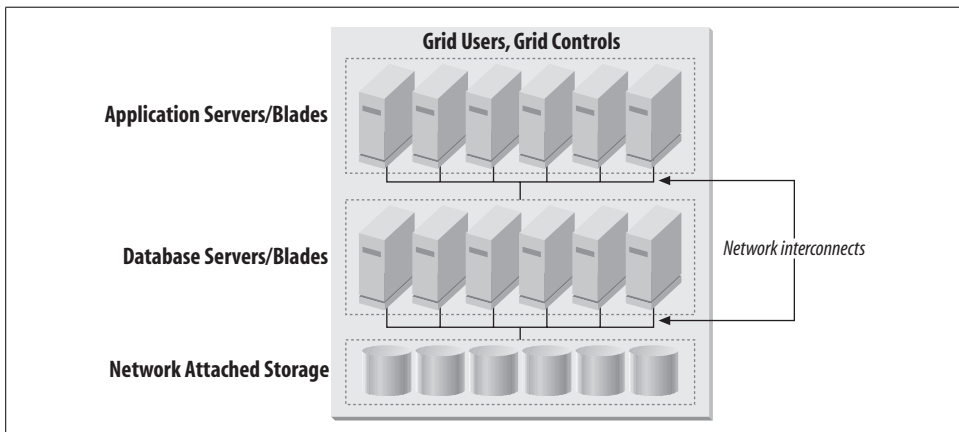 Grid Users, Grid Controls
Application Servers/Blades
Database Servers/Blades
Network interconnects
Network Attached Storage